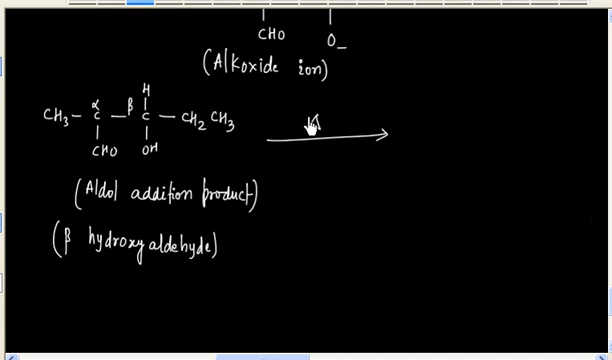 CHO O_
(Alkoxide ion)
H
α β
CH3 – C – C – CH2 CH3
CHO OH
(Aldol addition product)
(β hydroxy aldehyde)